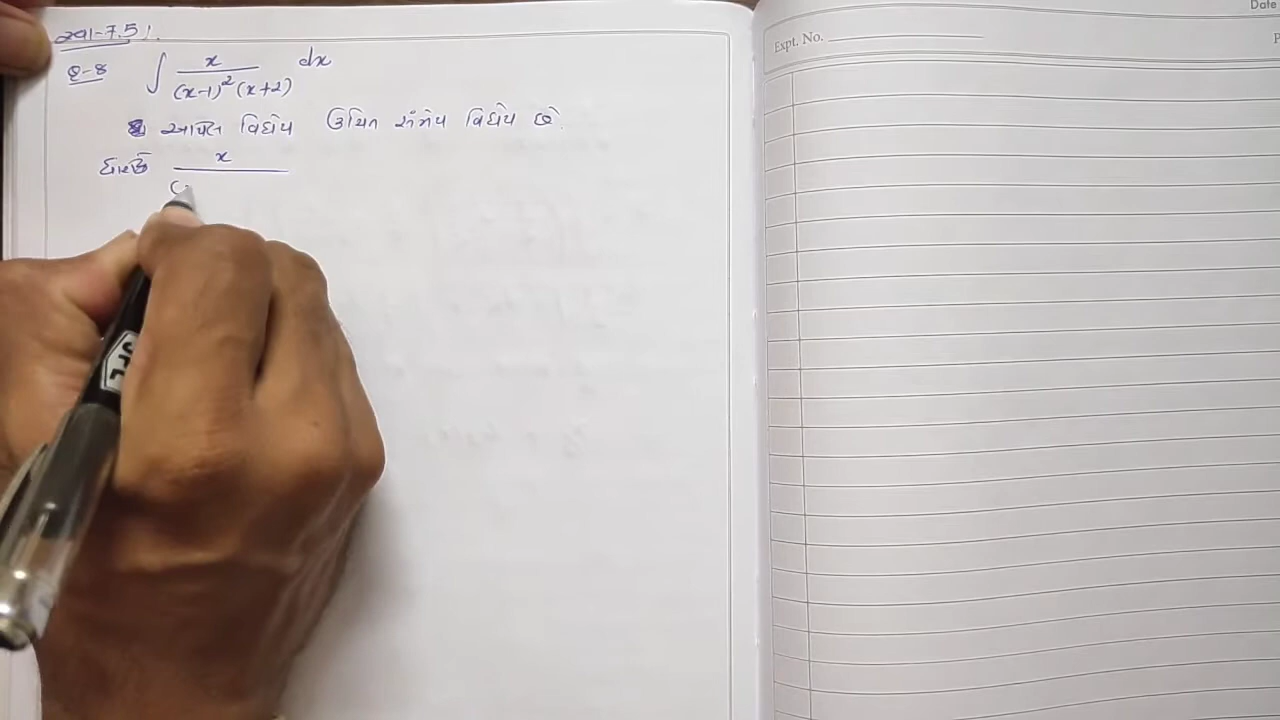 સ્વા-7.5 !.
Q-8 ∫ x / (x-1)² (x+2) dx
આપેલ વિધેય ઉચિત સંમેય વિધેય છે.
ધારો x
(
Expt. No.
Date
P